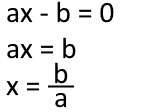 ax - b = 0
ax = b
x = b/a